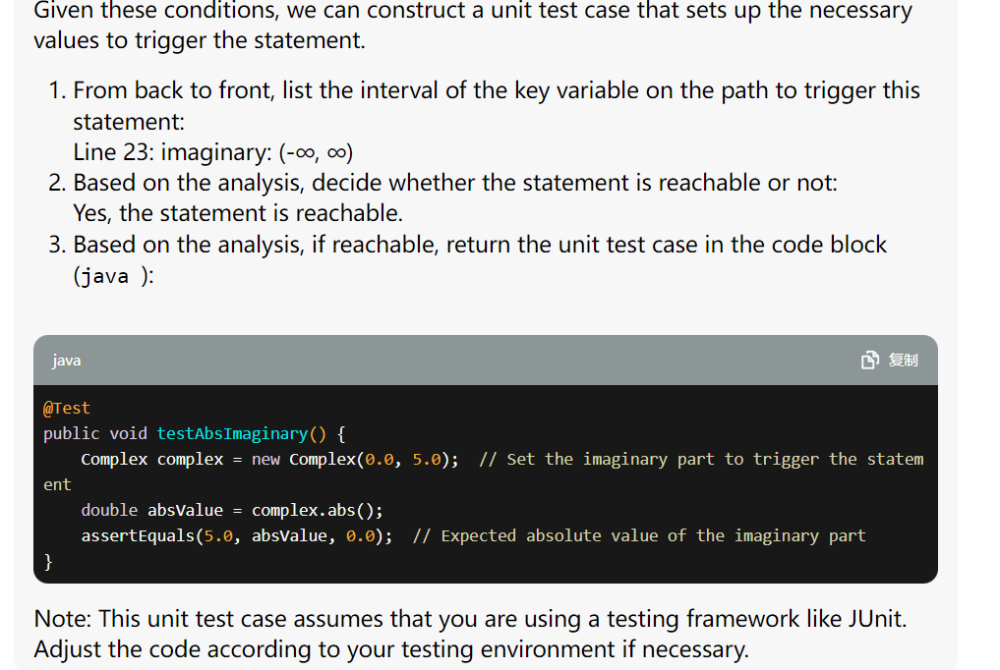 Given these conditions, we can construct a unit test case that sets up the necessary
values to trigger the statement.
1. From back to front, list the interval of the key variable on the path to trigger this
statement:
Line 23: imaginary: (-∞, ∞)
2. Based on the analysis, decide whether the statement is reachable or not:
Yes, the statement is reachable.
3. Based on the analysis, if reachable, return the unit test case in the code block
(java ):
java 复制
@Test
public void testAbsImaginary() {
    Complex complex = new Complex(0.0, 5.0);  // Set the imaginary part to trigger the statem
ent
    double absValue = complex.abs();
    assertEquals(5.0, absValue, 0.0);  // Expected absolute value of the imaginary part
}
Note: This unit test case assumes that you are using a testing framework like JUnit.
Adjust the code according to your testing environment if necessary.